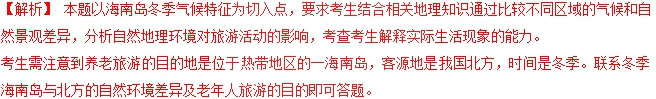 【解析】 本题以海南岛冬季气候特征为切入点，要求考生结合相关地理知识通过比较不同区域的气候和自
然景观差异，分析自然地理环境对旅游活动的影响，考查考生解释实际生活现象的能力。
考生需注意到养老旅游的目的地是位于热带地区的一海南岛，客源地是我国北方，时间是冬季。联系冬季
海南岛与北方的自然环境差异及老年人旅游的目的即可答题。